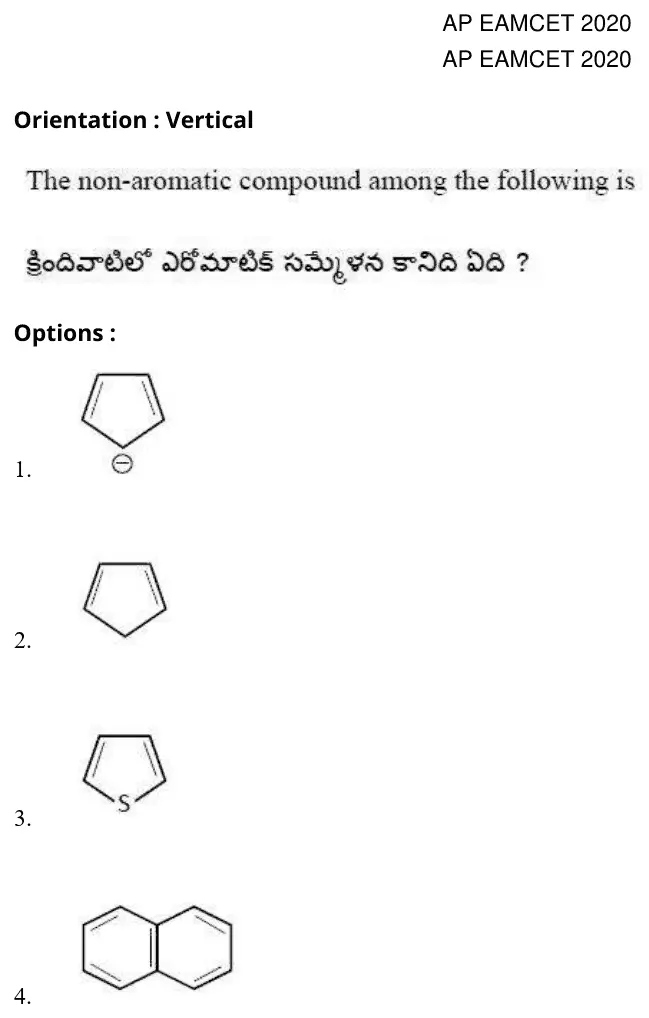 AP EAMCET 2020
AP EAMCET 2020
Orientation : Vertical
The non-aromatic compound among the following is
క్రిందివాటిలో ఎరోమాటిక్ సమ్మేళన కానిది ఏది ?
Options :
1.
⊖
2.
3.
S
4.